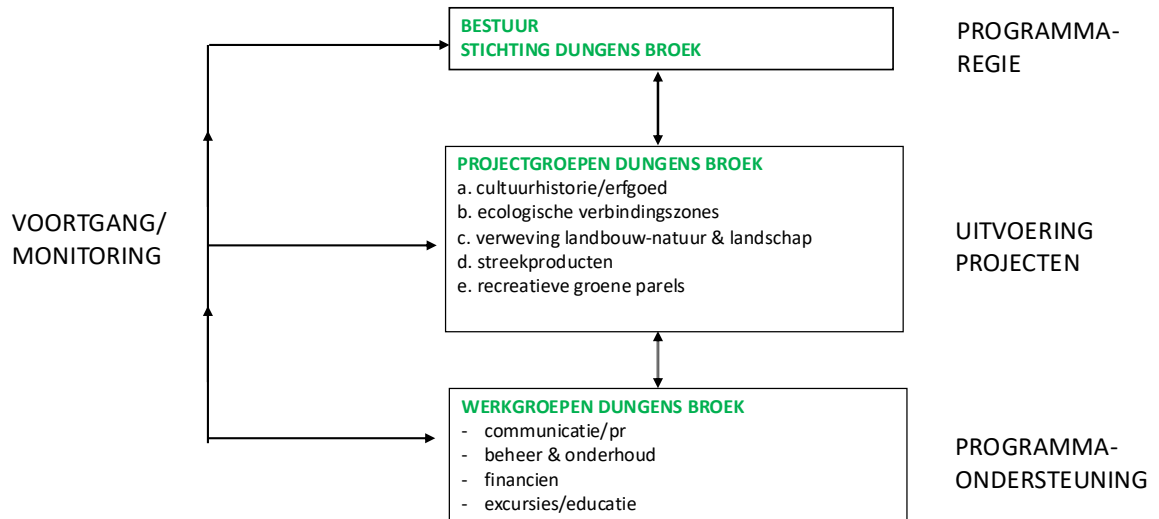 BESTUUR
STICHTING DUNGENS BROEK
PROGRAMMA-
REGIE
PROJECTGROEPEN DUNGENS BROEK
a. cultuurhistorie/erfgoed
b. ecologische verbindingszones
c. verweving landbouw-natuur & landschap
d. streekproducten
e. recreatieve groene parels
VOORTGANG/
MONITORING
UITVOERING
PROJECTEN
WERKGROEPEN DUNGENS BROEK
- communicatie/pr
- beheer & onderhoud
- financien
- excursies/educatie
PROGRAMMA-
ONDERSTEUNING